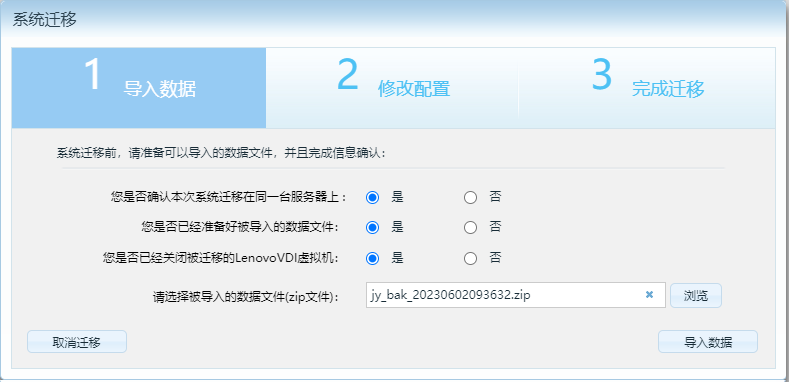 系统迁移
1 导入数据 2 修改配置 3 完成迁移
系统迁移前，请准备可以导入的数据文件，并且完成信息确认：
您是否确认本次系统迁移在同一台服务器上： 是 否
您是否已经准备好被导入的数据文件： 是 否
您是否已经关闭被迁移的LenovoVDI虚拟机： 是 否
请选择被导入的数据文件(zip文件)： jy_bak_20230602093632.zip 浏览
取消迁移 导入数据